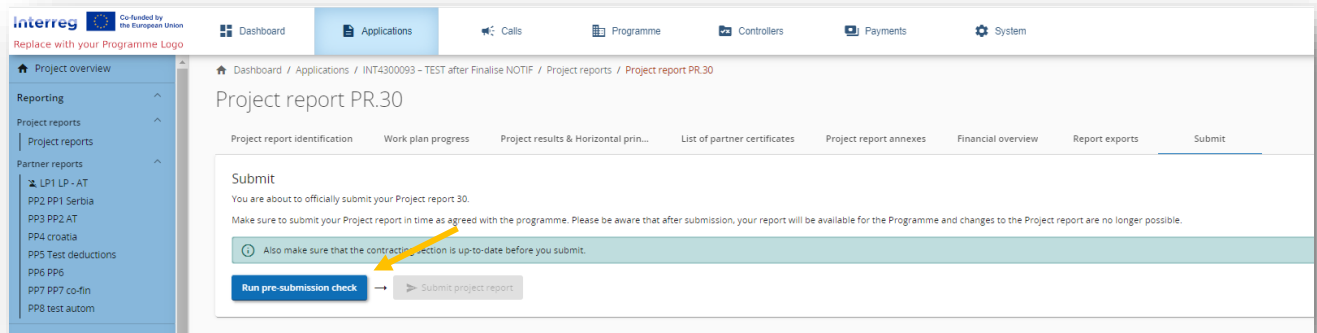 Interreg
Co-funded by
the European Union
Replace with your Programme Logo
Dashboard
Applications
Calls
Programme
Controllers
Payments
System
Project overview
Reporting
Project reports
Project reports
Partner reports
LP1 LP - AT
PP2 PP1 Serbia
PP3 PP2 AT
PP4 croatia
PP5 Test deductions
PP6 PP6
PP7 PP7 co-fin
PP8 test autom
Dashboard / Applications / INT4300093 – TEST after Finalise NOTIF / Project reports / Project report PR.30
Project report PR.30
Project report identification
Work plan progress
Project results & Horizontal prin...
List of partner certificates
Project report annexes
Financial overview
Report exports
Submit
Submit
You are about to officially submit your Project report 30.
Make sure to submit your Project report in time as agreed with the programme. Please be aware that after submission, your report will be available for the Programme and changes to the Project report are no longer possible.
Also make sure that the contracting section is up-to-date before you submit.
Run pre-submission check → Submit project report